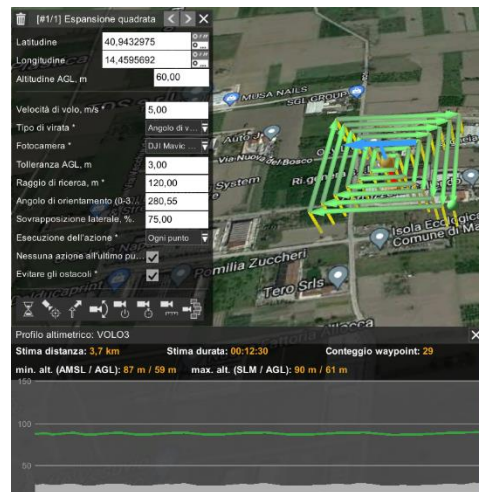 [#1/1] Espansione quadrata
Latitudine 40,9432975
Longitudine 14,4595692
Altitudine AGL, m 60,00
Velocità di volo, m/s * 5,00
Tipo di virata * Angolo di v...
Fotocamera * DJI Mavic ...
Tolleranza AGL, m 3,00
Raggio di ricerca, m * 120,00
Angolo di orientamento (0-3... 280,55
Sovrapposizione laterale, %. 75,00
Esecuzione dell'azione * Ogni punto
Nessuna azione all'ultimo pu...
Evitare gli ostacoli *
MUSA NAILS
SGL GROUP
Auto J
Via Nuova del Bosco
System
Ri.genera
Isola Ecologica
Comune di Ma
Pomilia Zuccheri
Tero Srls
Profilo altimetrico: VOLO3
Stima distanza: 3,7 km Stima durata: 00:12:30 Conteggio waypoint: 29
min. alt. (AMSL / AGL): 87 m / 59 m max. alt. (SLM / AGL): 90 m / 61 m
150
100
50